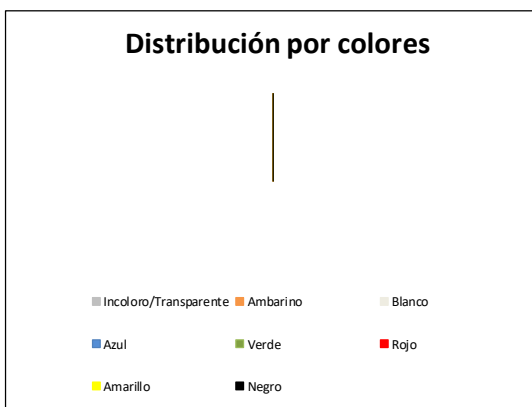 Distribución por colores
Incoloro/Transparente Ambarino Blanco
Azul Verde Rojo
Amarillo Negro